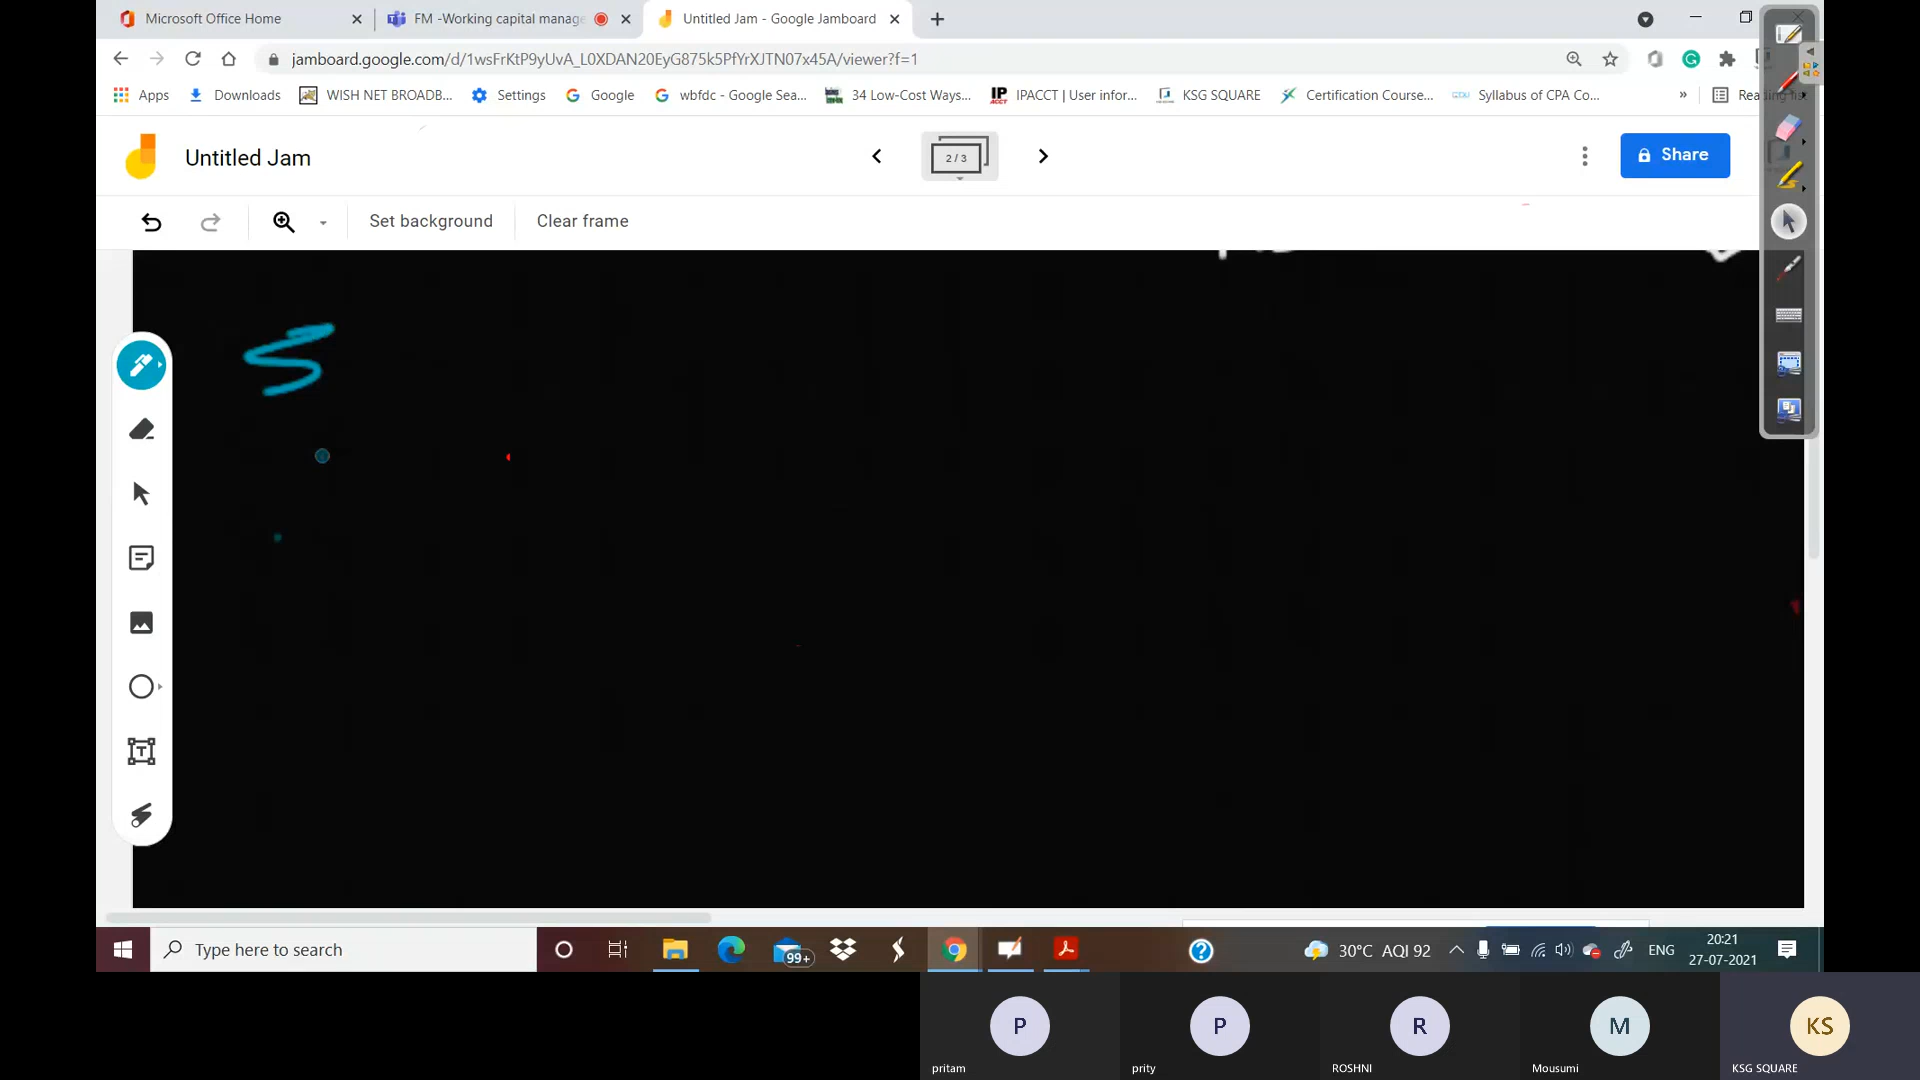 Microsoft Office Home
FM -Working capital manage
Untitled Jam - Google Jamboard
jamboard.google.com/d/1wsFrKtP9yUvA_L0XDAN20EyG875k5PfYrXJTN07x45A/viewer?f=1
Apps Downloads WISH NET BROADB... Settings Google wbfdc - Google Sea... 34 Low-Cost Ways... IPACCT | User infor... KSG SQUARE Certification Course... Syllabus of CPA Co... » Reading list
Untitled Jam
2 / 3
Share
Set background Clear frame
S
Type here to search
99+
30°C AQI 92
ENG
20:21
27-07-2021
P P R M KS
pritam prity ROSHNI Mousumi KSG SQUARE